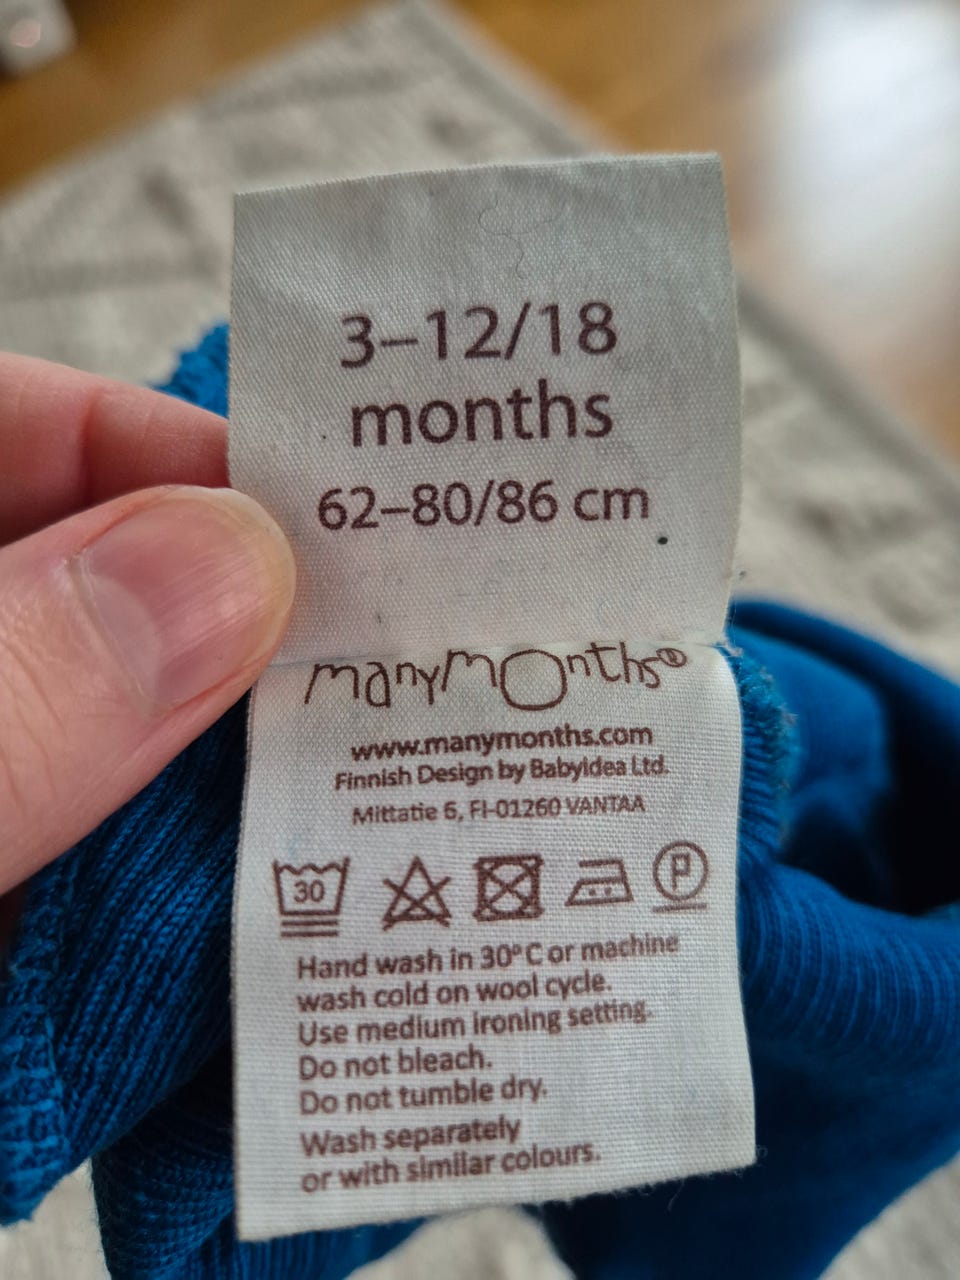 3–12/18
months
62–80/86 cm
manymonths®
www.manymonths.com
Finnish Design by Babyidea Ltd.
Mittatie 6, FI-01260 VANTAA
30 P
Hand wash in 30°C or machine
wash cold on wool cycle.
Use medium ironing setting.
Do not bleach.
Do not tumble dry.
Wash separately
or with similar colours.